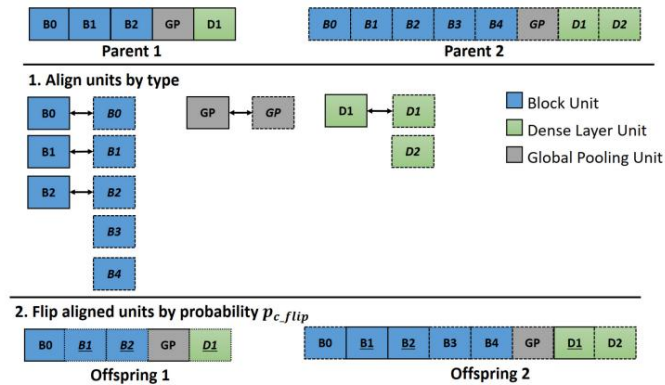 B0 B1 B2 GP D1 B0 B1 B2 B3 B4 GP D1 D2
Parent 1 Parent 2
1. Align units by type
B0 B0 GP GP D1 D1 Block Unit
Dense Layer Unit
B1 B1 D2 Global Pooling Unit
B2 B2
B3
B4
2. Flip aligned units by probability p_{c_flip}
B0 B1 B2 GP D1 B0 B1 B2 B3 B4 GP D1 D2
Offspring 1 Offspring 2